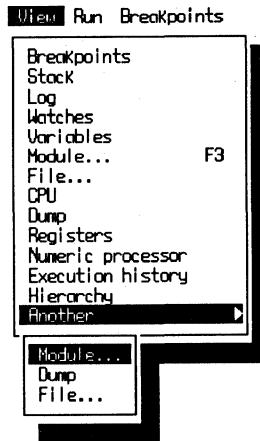 View Run Breakpoints
Breakpoints
Stack
Log
Watches
Variables
Module... F3
File...
CPU
Dump
Registers
Numeric processor
Execution history
Hierarchy
Another
Module...
Dump
File...